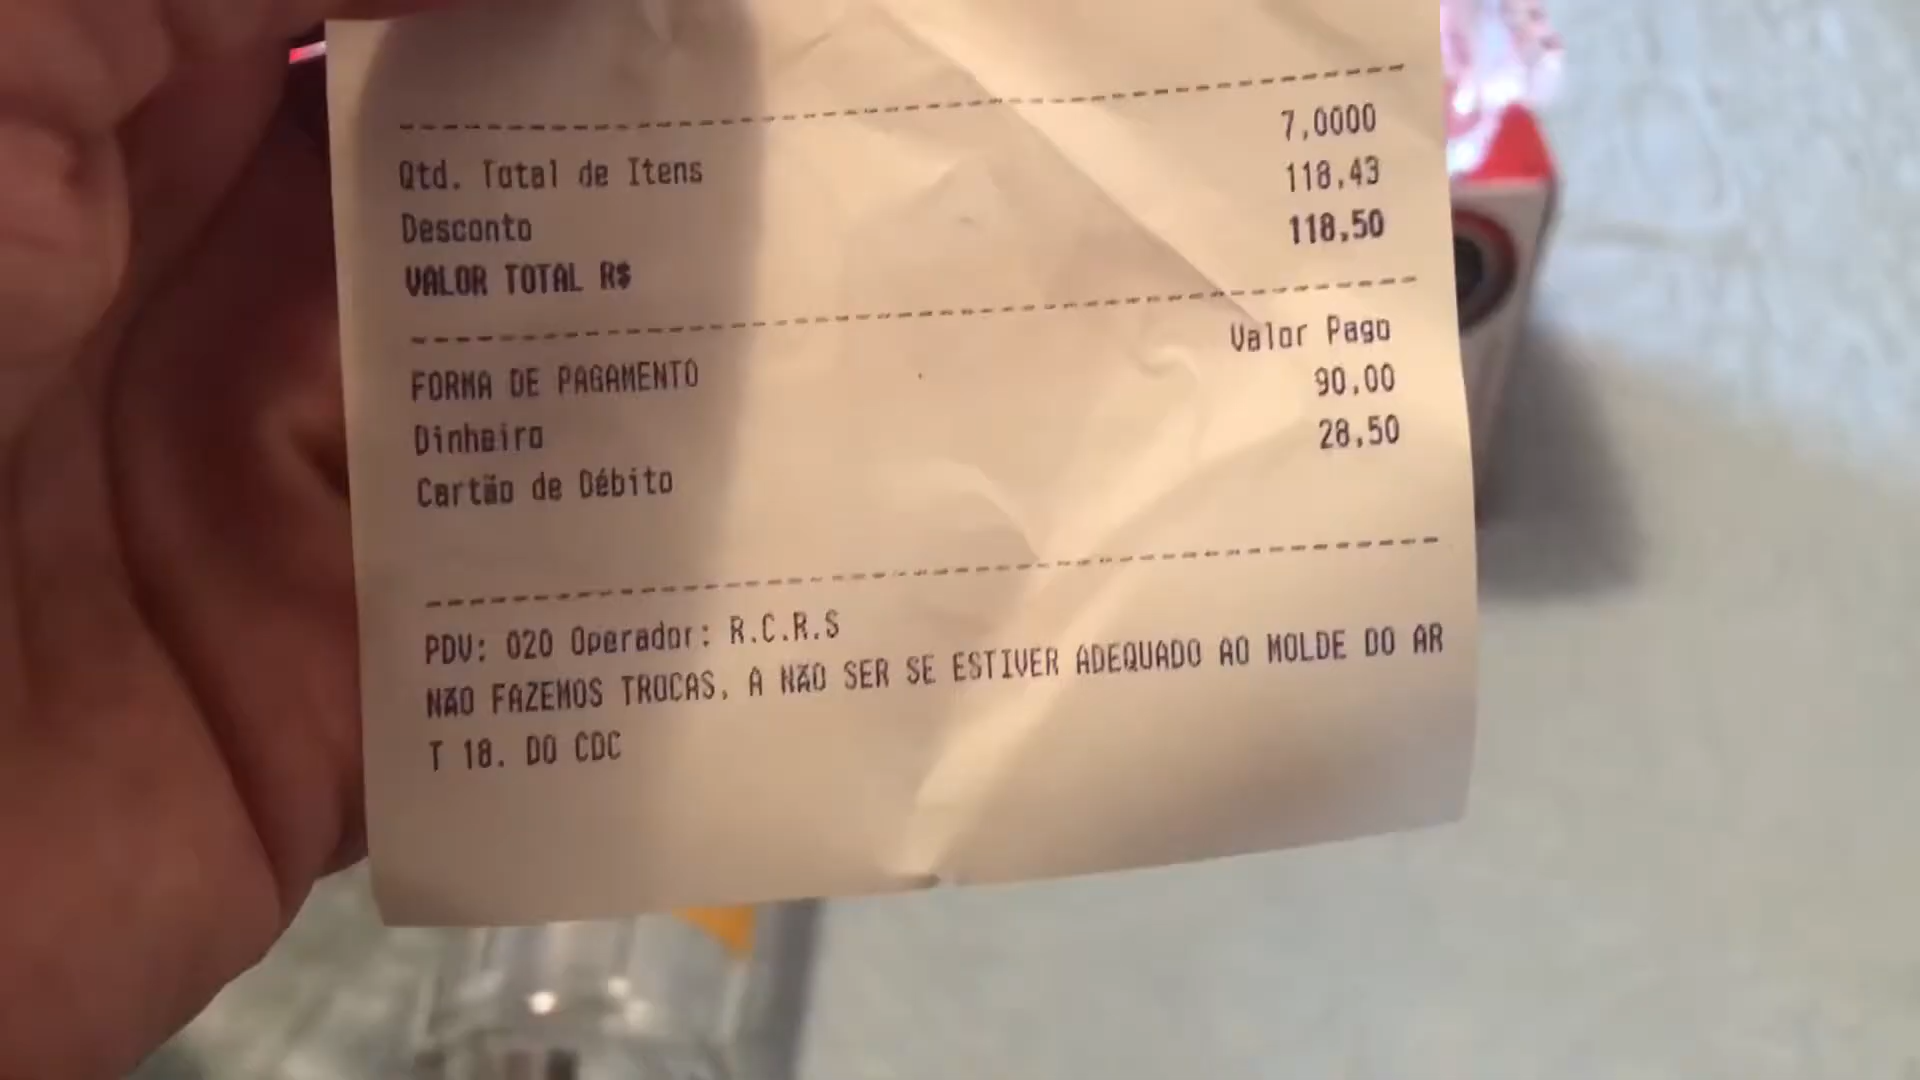 Qtd. Total de Itens 7,0000
Desconto 118,43
VALOR TOTAL R$ 118,50
FORMA DE PAGAMENTO Valor Pago
Dinheiro 90,00
Cartão de Débito 28,50
PDV: 020 Operador: R.C.R.S
NÃO FAZEMOS TROCAS, A NÃO SER SE ESTIVER ADEQUADO AO MOLDE DO AR
T 18. DO CDC